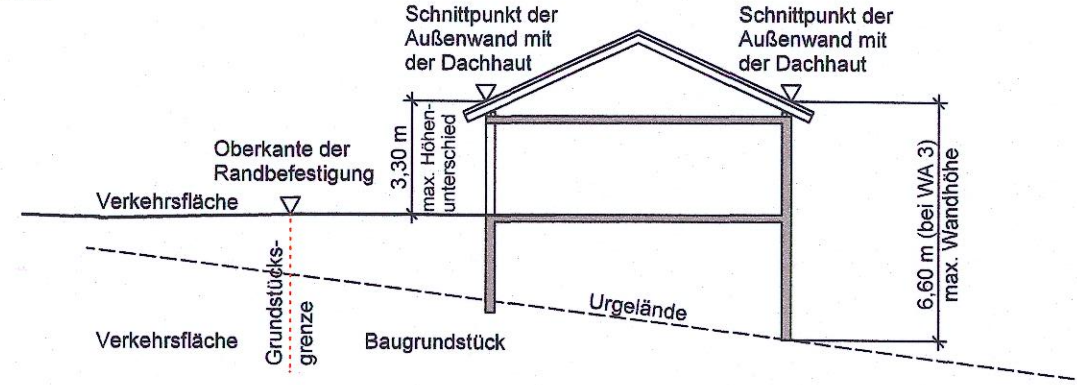 Schnittpunkt der
Außenwand mit
der Dachhaut
Schnittpunkt der
Außenwand mit
der Dachhaut
3,30 m
max. Höhen-
unterschied
Oberkante der
Randbefestigung
Verkehrsfläche
6,60 m (bei WA 3)
max. Wandhöhe
Grundstücks-
grenze
Urgelände
Verkehrsfläche
Baugrundstück